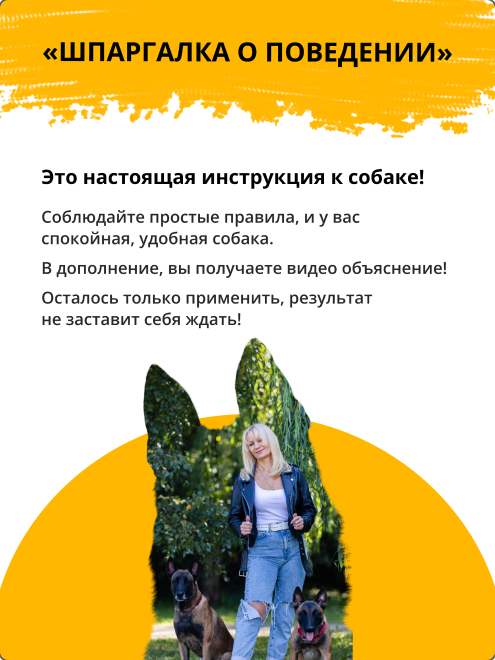 «ШПАРГАЛКА О ПОВЕДЕНИИ»
Это настоящая инструкция к собаке!
Соблюдайте простые правила, и у вас
спокойная, удобная собака.
В дополнение, вы получаете видео объяснение!
Осталось только применить, результат
не заставит себя ждать!